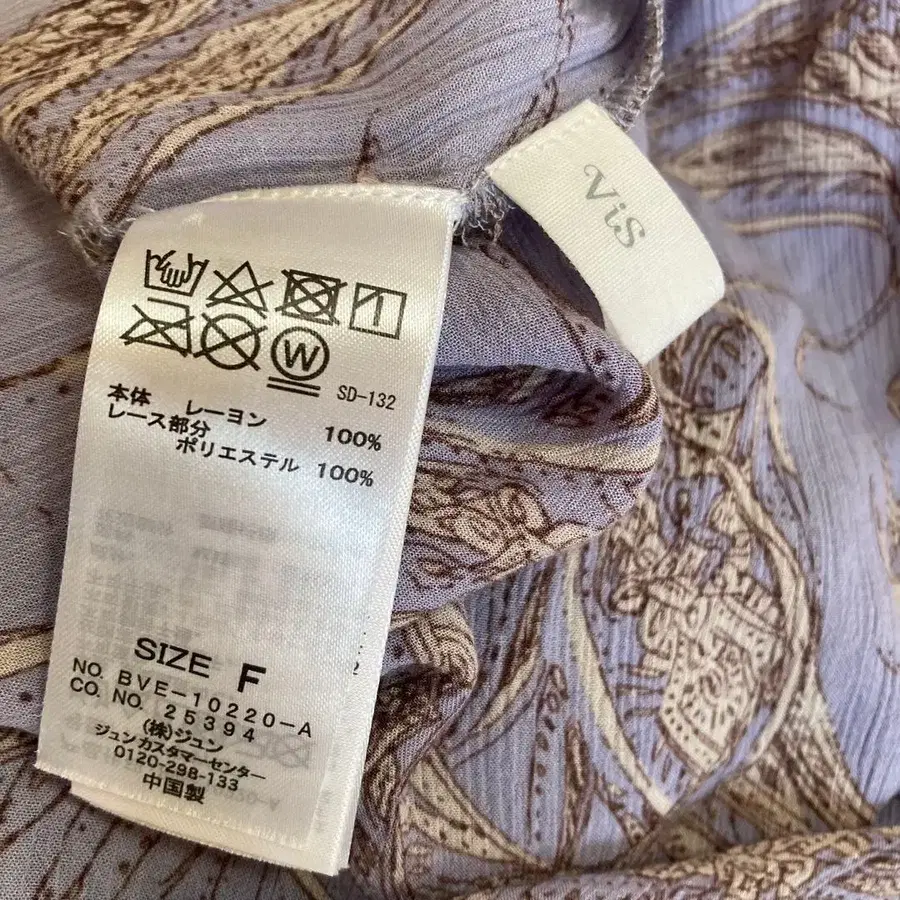 ViS
W
SD-132
本体 レーヨン 100%
レース部分
ポリエステル 100%
SIZE F
NO. BVE-10220-A
CO. NO. 25394
(株)ジュン
ジュンカスタマーセンター
0120-298-133
中国製